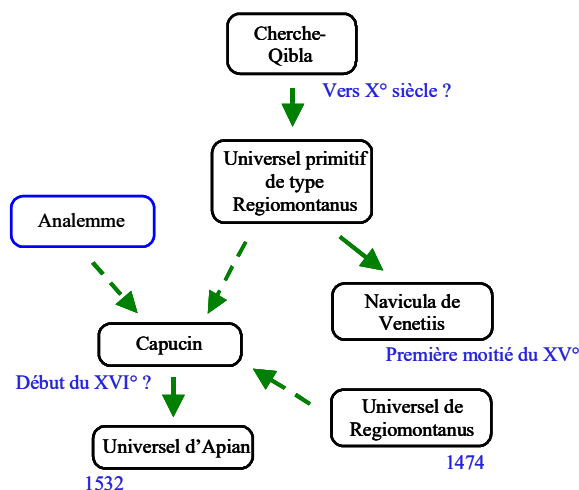 Cherche-
Qibla
Vers X° siècle ?
Universel primitif
de type
Regiomontanus
Analemme
Navicula de
Venetiis
Première moitié du XV°
Capucin
Début du XVI° ?
Universel de
Regiomontanus
1474
Universel d'Apian
1532